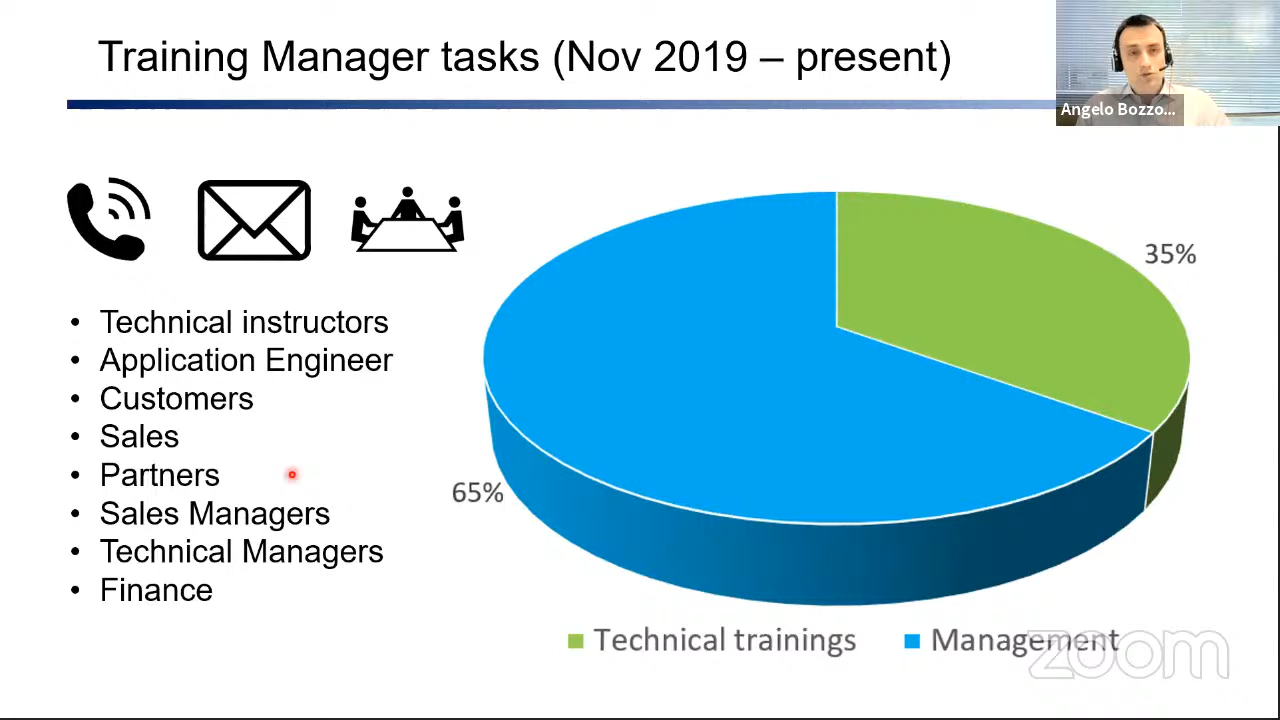 Training Manager tasks (Nov 2019 – present)
Angelo Bozzo...
• Technical instructors
• Application Engineer
• Customers
• Sales
• Partners
• Sales Managers
• Technical Managers
• Finance
35%
65%
Technical trainings
Management
zoom